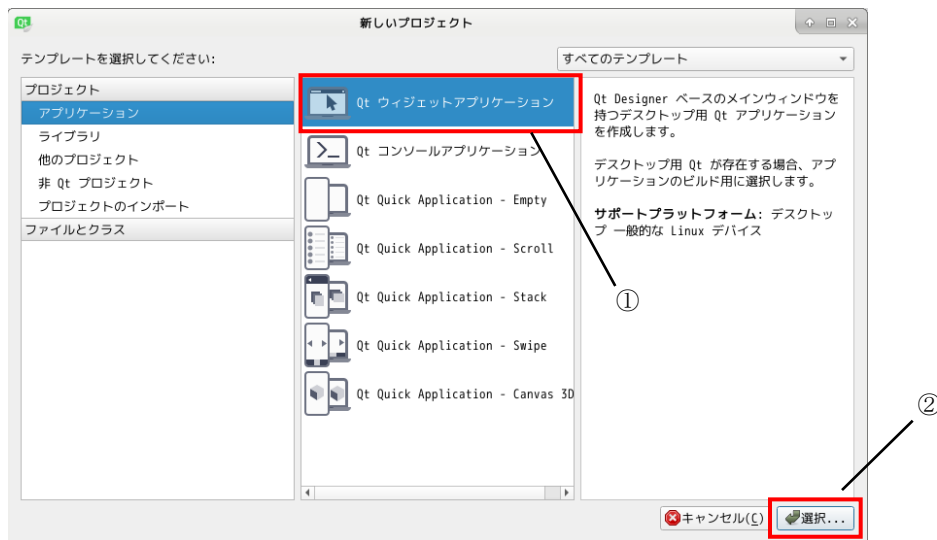 新しいプロジェクト
テンプレートを選択してください:
すべてのテンプレート
プロジェクト
アプリケーション
ライブラリ
他のプロジェクト
非 Qt プロジェクト
プロジェクトのインポート
ファイルとクラス
Qt ウィジェットアプリケーション
Qt コンソールアプリケーション
Qt Quick Application - Empty
Qt Quick Application - Scroll
Qt Quick Application - Stack
Qt Quick Application - Swipe
Qt Quick Application - Canvas 3D
Qt Designer ベースのメインウィンドウを
持つデスクトップ用 Qt アプリケーション
を作成します。
デスクトップ用 Qt が存在する場合、アプ
リケーションのビルド用に選択します。
サポートプラットフォーム: デスクトッ
プ 一般的な Linux デバイス
①
②
キャンセル(C)
選択...